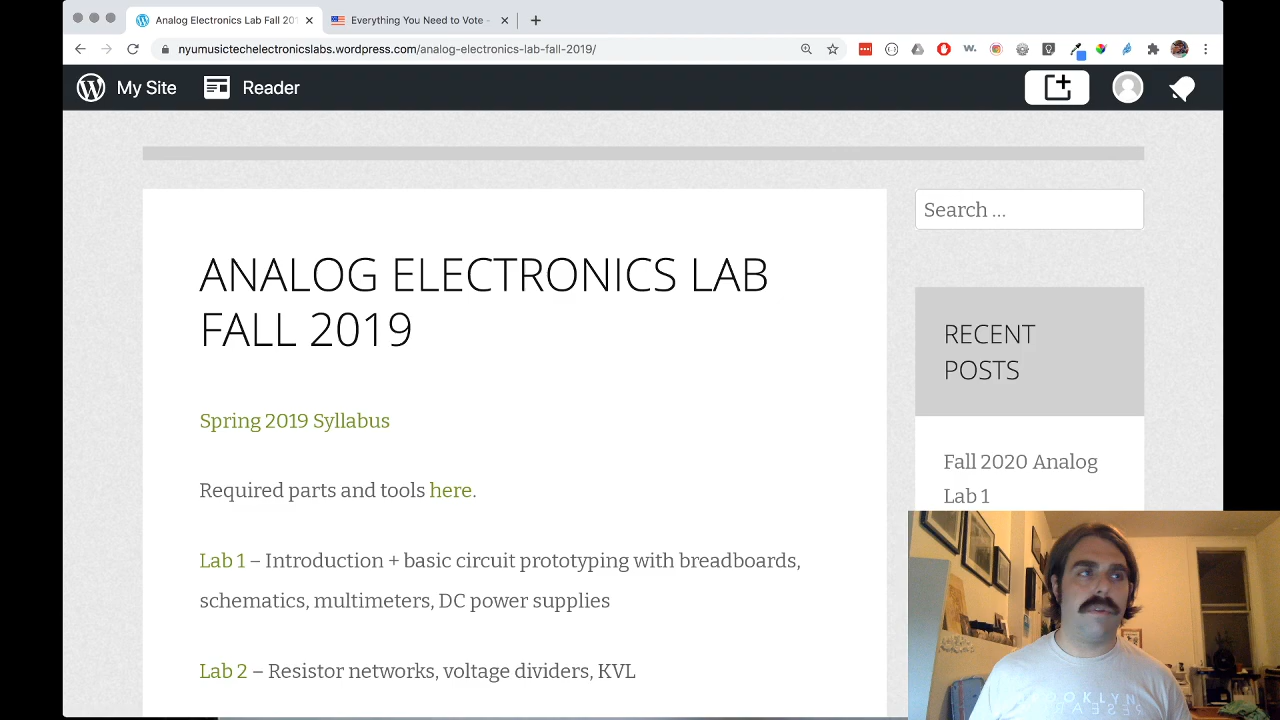 Analog Electronics Lab Fall 201
Everything You Need to Vote
nyumusictechelectronicslabs.wordpress.com/analog-electronics-lab-fall-2019/
My Site
Reader
Search …
ANALOG ELECTRONICS LAB
FALL 2019
Spring 2019 Syllabus
Required parts and tools here.
Lab 1 – Introduction + basic circuit prototyping with breadboards,
schematics, multimeters, DC power supplies
Lab 2 – Resistor networks, voltage dividers, KVL
RECENT
POSTS
Fall 2020 Analog
Lab 1